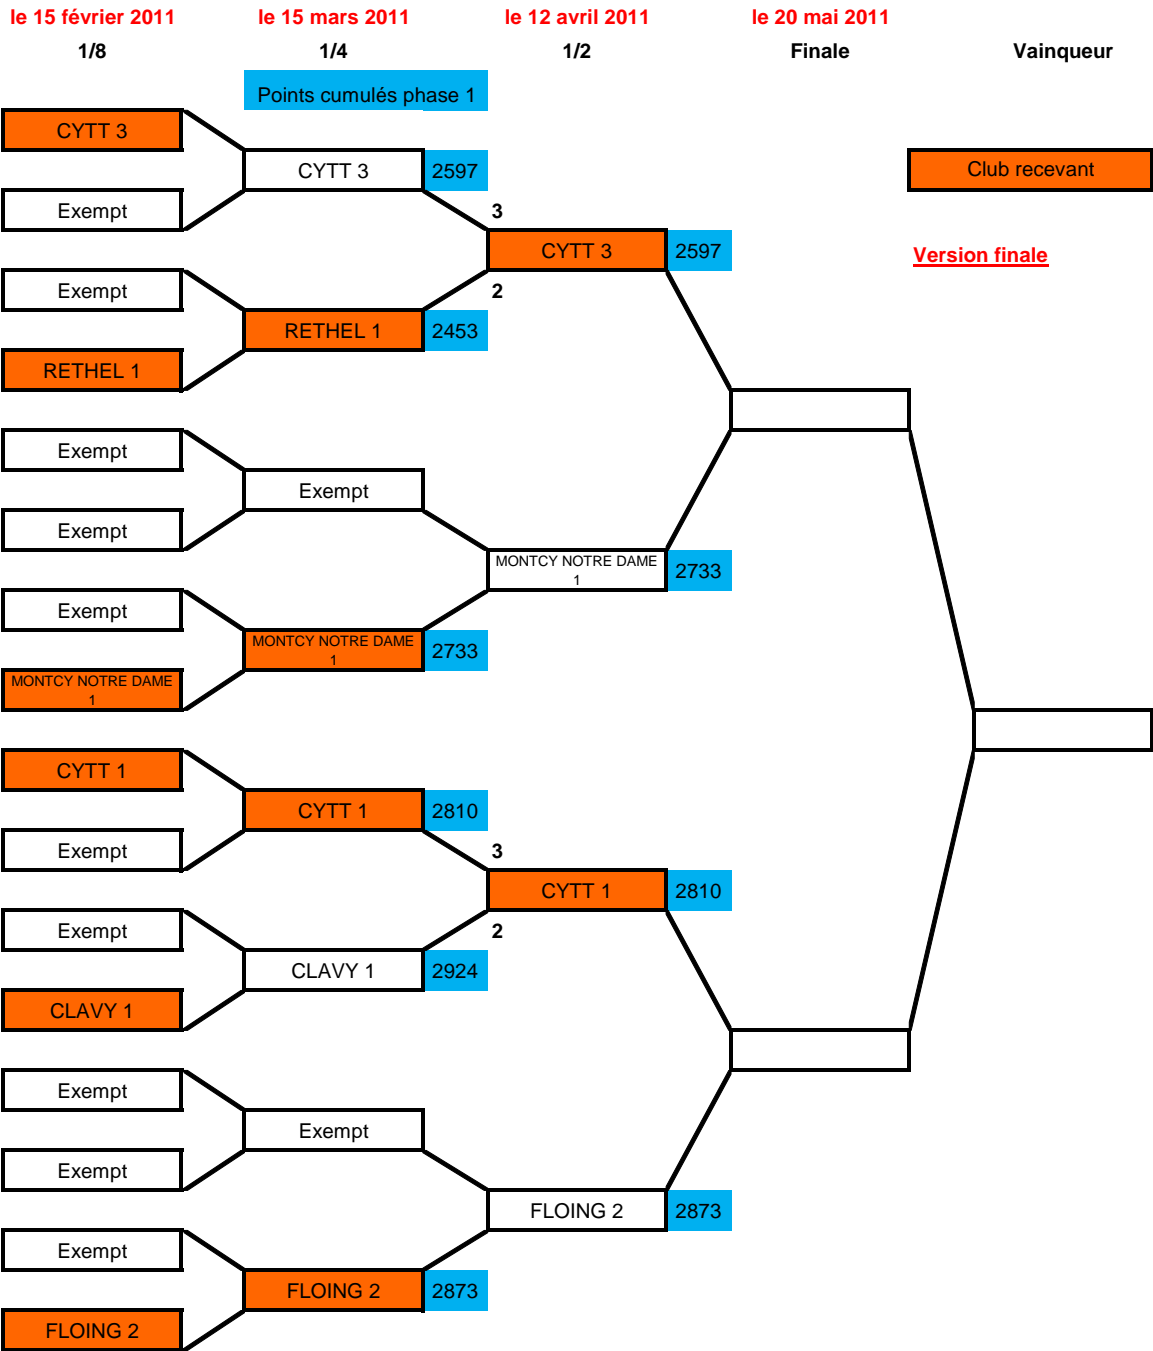 le 15 février 2011 le 15 mars 2011 le 12 avril 2011 le 20 mai 2011
1/8 1/4 1/2 Finale Vainqueur
Points cumulés phase 1
CYTT 3
CYTT 3 2597 Club recevant
Exempt 3
CYTT 3 2597 Version finale
Exempt 2
RETHEL 1 2453
RETHEL 1
Exempt
Exempt
Exempt
MONTCY NOTRE DAME
1 2733
Exempt
MONTCY NOTRE DAME
1 2733
MONTCY NOTRE DAME
1
CYTT 1
CYTT 1 2810
Exempt 3
CYTT 1 2810
Exempt 2
CLAVY 1 2924
CLAVY 1
Exempt
Exempt
Exempt
FLOING 2 2873
Exempt
FLOING 2 2873
FLOING 2